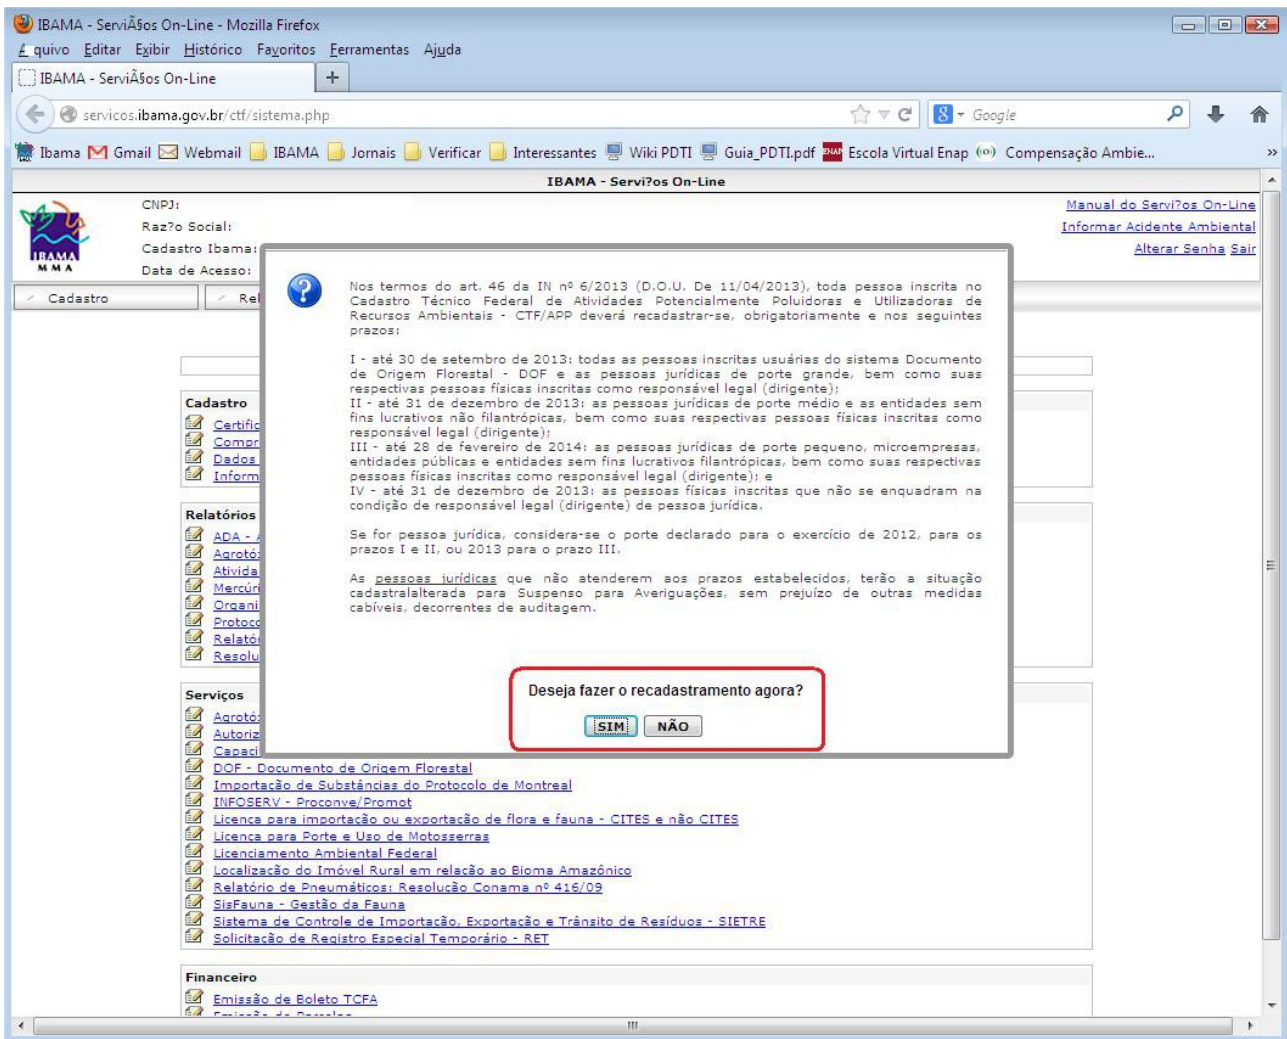 IBAMA - ServiÃ§os On-Line - Mozilla Firefox
quivo Editar Exibir Histórico Favoritos Ferramentas Ajuda
IBAMA - ServiÃ§os On-Line
servicos.ibama.gov.br/ctf/sistema.php
Google
Ibama Gmail Webmail IBAMA Jornais Verificar Interessantes Wiki PDTI Guia_PDTI.pdf Escola Virtual Enap Compensação Ambie... »
IBAMA - Servi?os On-Line
CNPJ:
Raz?o Social:
Cadastro Ibama:
Data de Acesso:
Manual do Servi?os On-Line
Informar Acidente Ambiental
Alterar Senha Sair
IBAMA
M M A
Cadastro
Rel
Nos termos do art. 46 da IN nº 6/2013 (D.O.U. De 11/04/2013), toda pessoa inscrita no
Cadastro Técnico Federal de Atividades Potencialmente Poluidoras e Utilizadoras de
Recursos Ambientais - CTF/APP deverá recadastrar-se, obrigatoriamente e nos seguintes
prazos:
I - até 30 de setembro de 2013: todas as pessoas inscritas usuárias do sistema Documento
de Origem Florestal - DOF e as pessoas jurídicas de porte grande, bem como suas
respectivas pessoas físicas inscritas como responsável legal (dirigente);
II - até 31 de dezembro de 2013: as pessoas jurídicas de porte médio e as entidades sem
fins lucrativos não filantrópicas, bem como suas respectivas pessoas físicas inscritas como
responsável legal (dirigente);
III - até 28 de fevereiro de 2014: as pessoas jurídicas de porte pequeno, microempresas,
entidades públicas e entidades sem fins lucrativos filantrópicas, bem como suas respectivas
pessoas físicas inscritas como responsável legal (dirigente); e
IV - até 31 de dezembro de 2013: as pessoas físicas inscritas que não se enquadram na
condição de responsável legal (dirigente) de pessoa jurídica.
Se for pessoa jurídica, considera-se o porte declarado para o exercício de 2012, para os
prazos I e II, ou 2013 para o prazo III.
As pessoas jurídicas que não atenderem aos prazos estabelecidos, terão a situação
cadastralalterada para Suspenso para Averiguações, sem prejuízo de outras medidas
cabíveis, decorrentes de auditagem.
Deseja fazer o recadastramento agora?
SIM NÃO
Cadastro
Certific
Compr
Dados
Inform
Relatórios
ADA -
Agrotó
Ativida
Mercúri
Organi
Protoco
Relató
Resolu
Serviços
Agrotó
Autoriz
Capaci
DOF - Documento de Origem Florestal
Importação de Substâncias do Protocolo de Montreal
INFOSERV - Proconve/Promot
Licença para importação ou exportação de flora e fauna - CITES e não CITES
Licença para Porte e Uso de Motosserras
Licenciamento Ambiental Federal
Localização do Imóvel Rural em relação ao Bioma Amazônico
Relatório de Pneumáticos: Resolução Conama nº 416/09
SisFauna - Gestão da Fauna
Sistema de Controle de Importação, Exportação e Trânsito de Resíduos - SIETRE
Solicitação de Registro Especial Temporário - RET
Financeiro
Emissão de Boleto TCFA